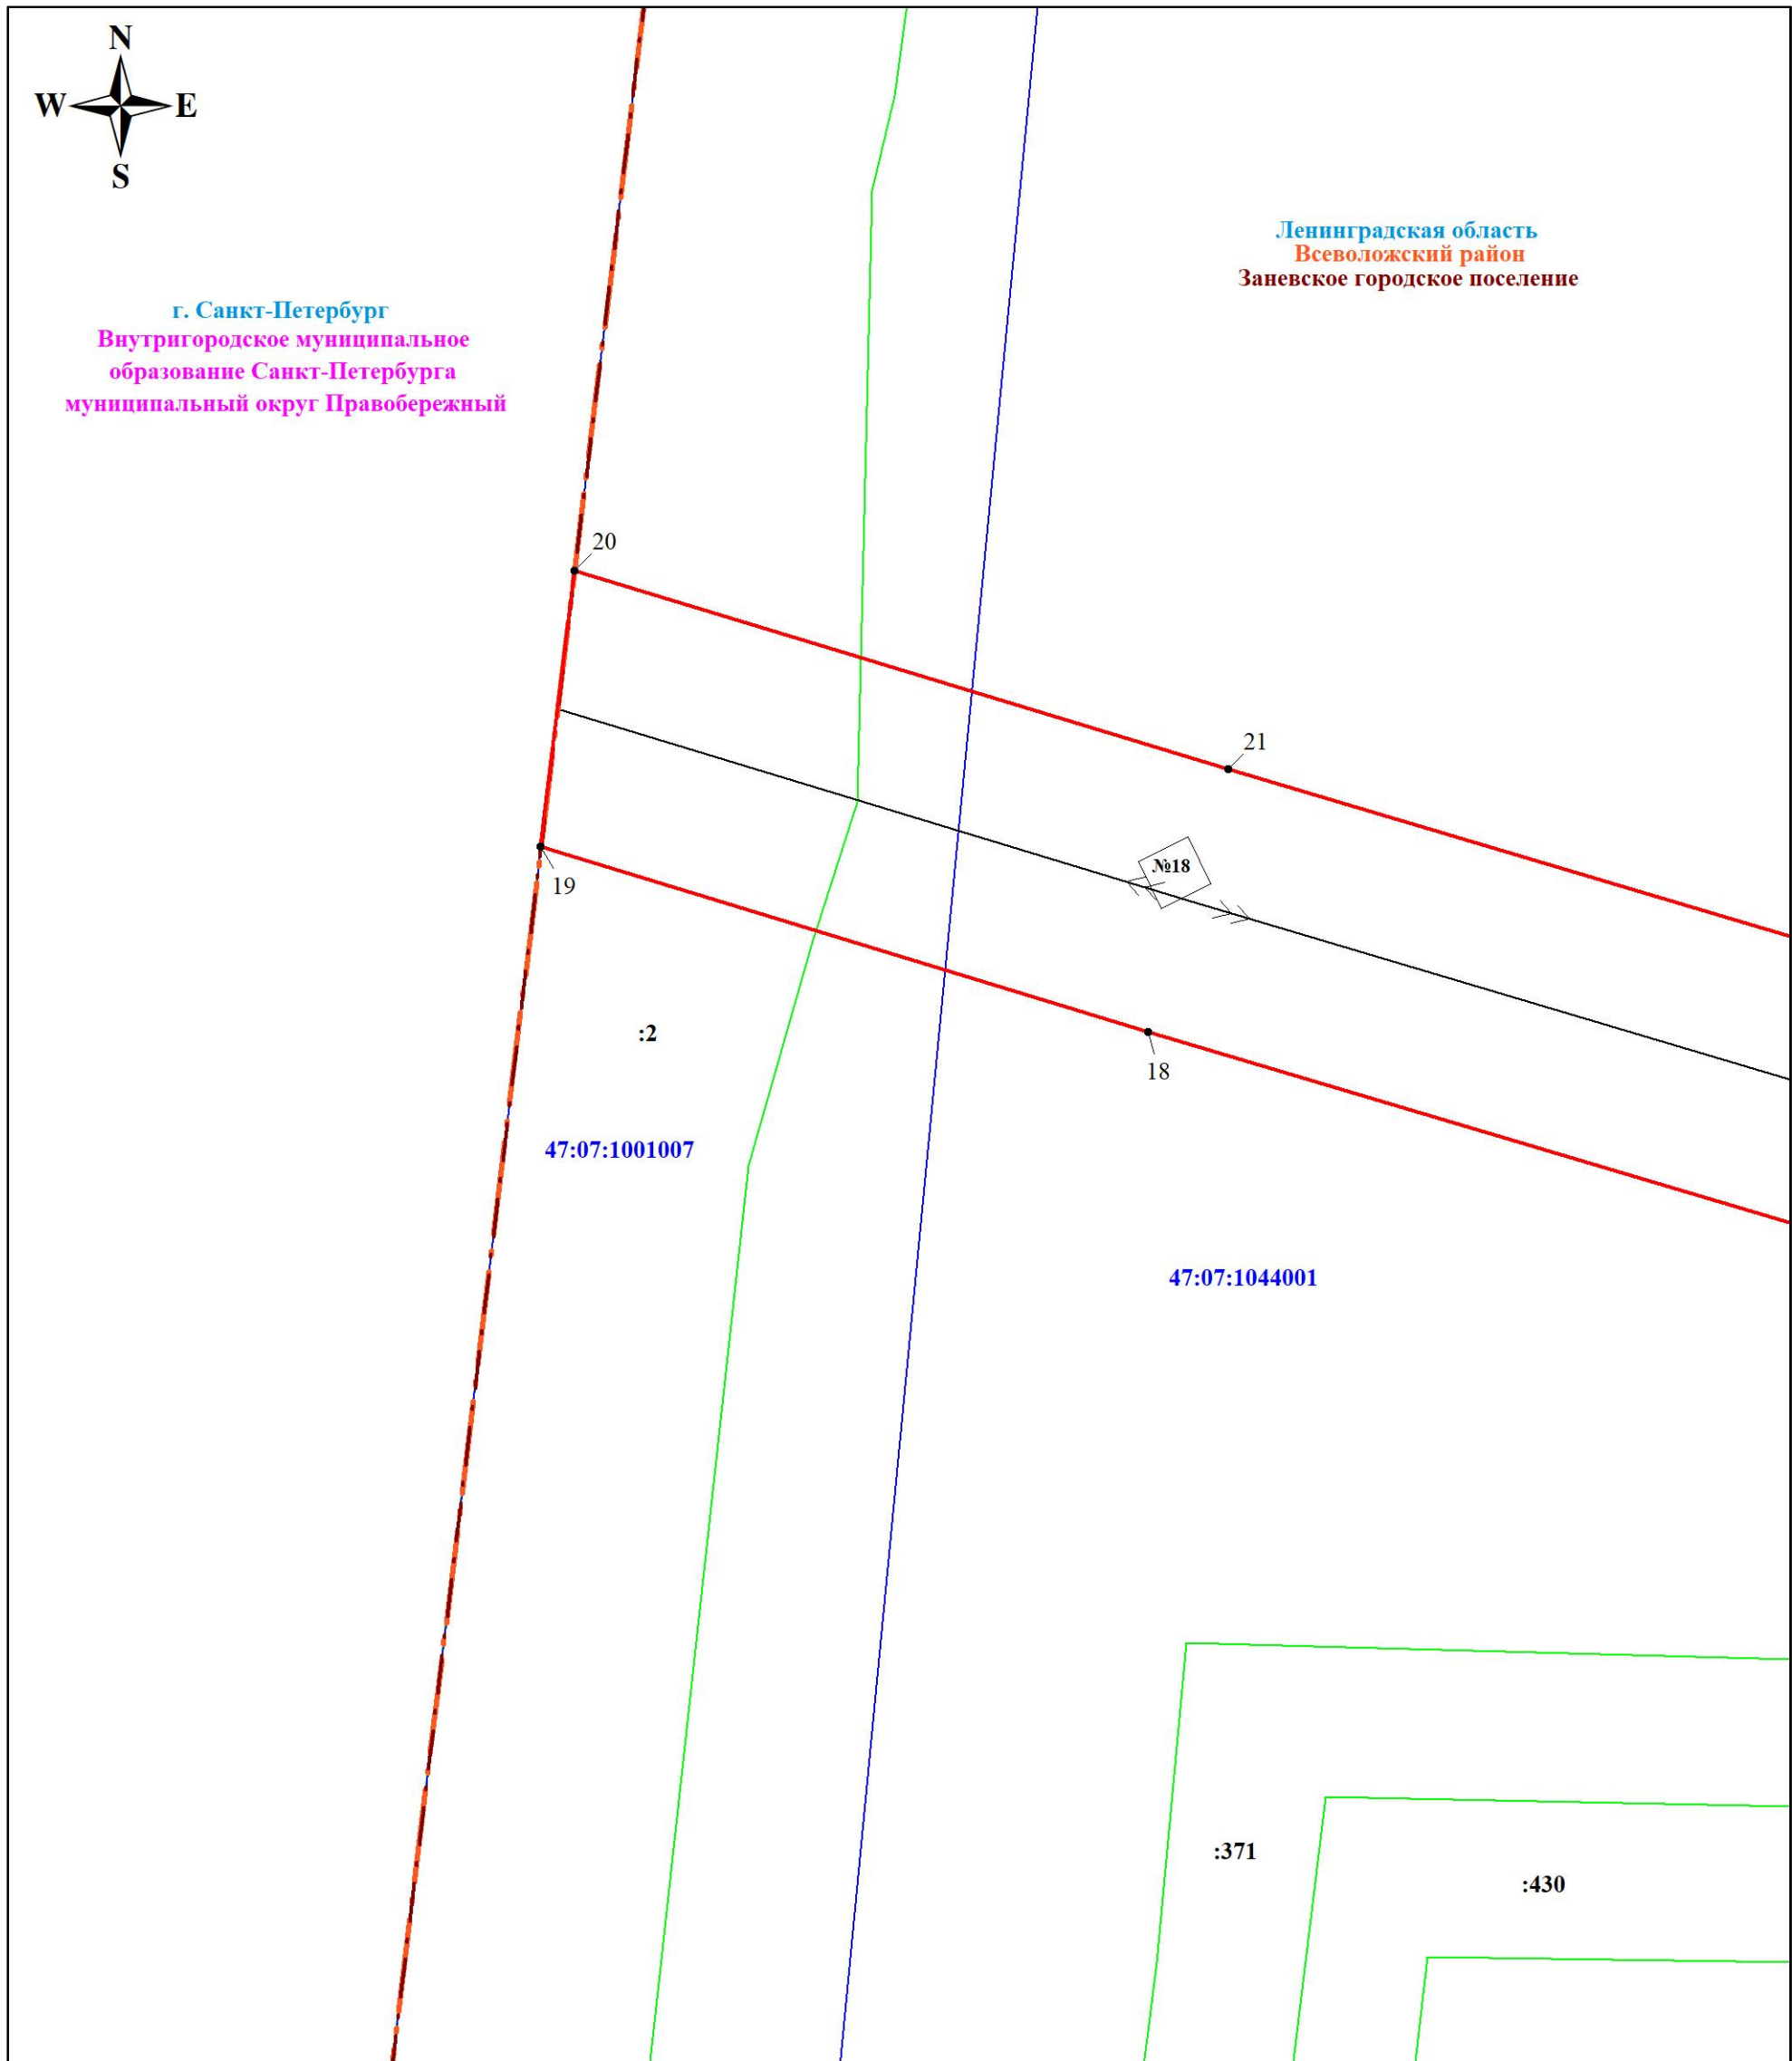 N
W E
S
Ленинградская область
Всеволожский район
Заневское городское поселение
г. Санкт-Петербург
Внутригородское муниципальное
образование Санкт-Петербурга
муниципальный округ Правобережный
20
21
№18
19
:2
18
47:07:1001007
47:07:1044001
:371
:430